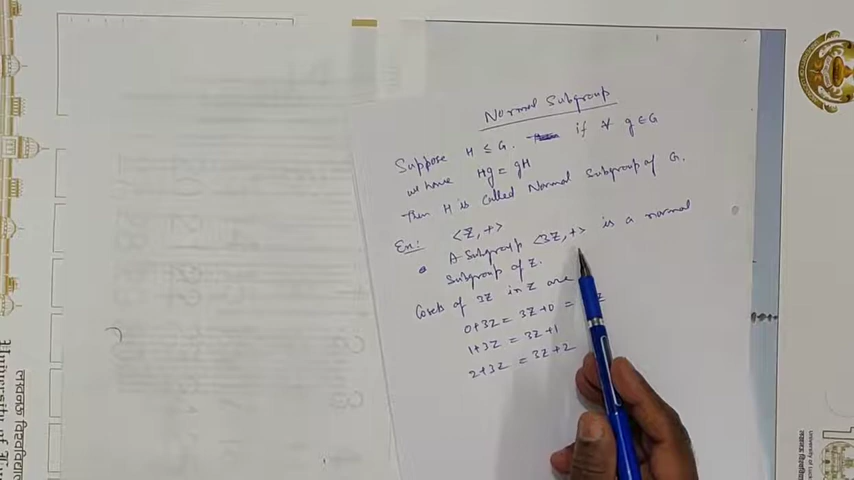 Normal Subgroup
Suppose H ≤ G. if ∀ g ∈ G
we have Hg = gH
Then H is called Normal Subgroup of G.
Ex: <Z, +>
A Subgroup <3Z, +> is a normal
Subgroup of Z.
Cosets of 3Z in Z are
0+3Z = 3Z+0 =
1+3Z = 3Z+1
2+3Z = 3Z+2
University of